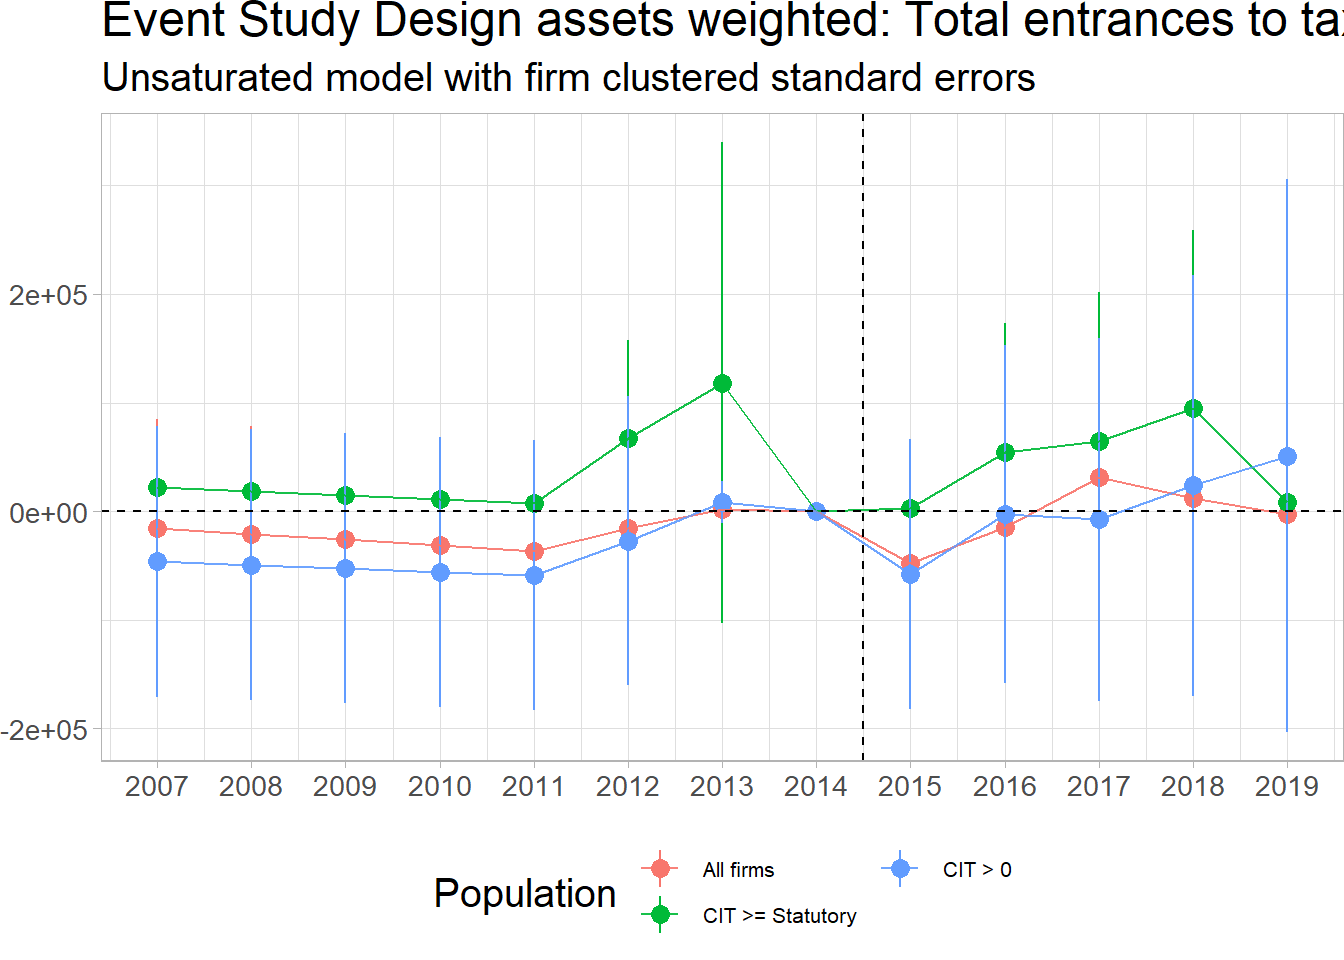 Event Study Design assets weighted: Total entrances to
Unsaturated model with firm clustered standard errors
2e+05
0e+00
-2e+05
2007 2008 2009 2010 2011 2012 2013 2014 2015 2016 2017 2018 2019
Population
All firms
CIT > 0
CIT >= Statutory